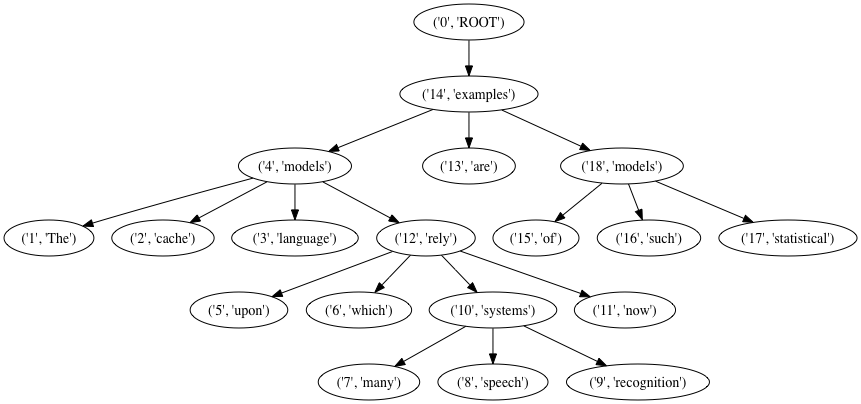 ('0', 'ROOT')
('14', 'examples')
('4', 'models') ('13', 'are') ('18', 'models')
('1', 'The') ('2', 'cache') ('3', 'language') ('12', 'rely') ('15', 'of') ('16', 'such') ('17', 'statistical')
('5', 'upon') ('6', 'which') ('10', 'systems') ('11', 'now')
('7', 'many') ('8', 'speech') ('9', 'recognition')